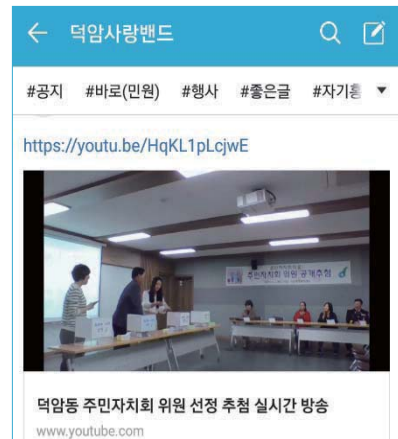 덕암사랑밴드
#공지 #바로(민원) #행사 #좋은글 #자기홍
https://youtu.be/HqKL1pLcjwE
주민자치회 위원 공개추첨
덕암동 주민자치회 위원 선정 추첨 실시간 방송
www.youtube.com